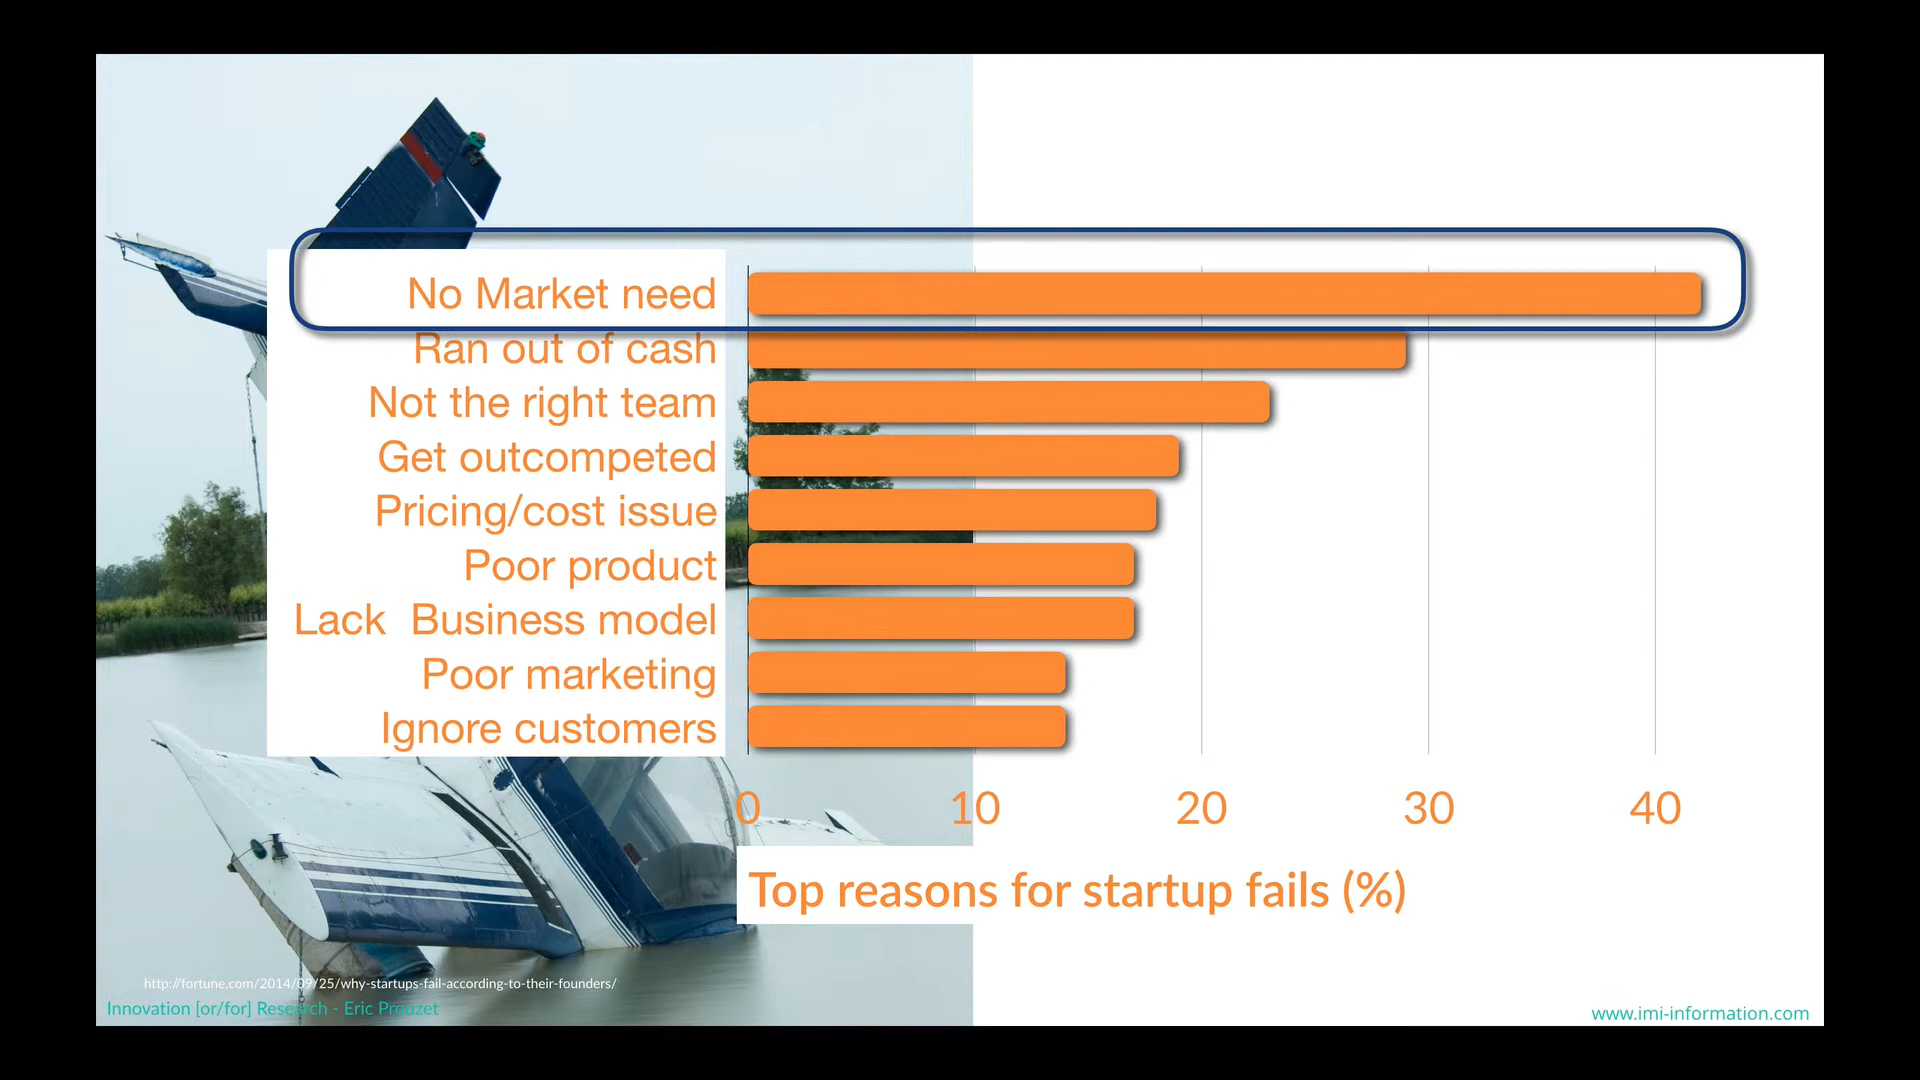 No Market need
Ran out of cash
Not the right team
Get outcompeted
Pricing/cost issue
Poor product
Lack  Business model
Poor marketing
Ignore customers
0 10 20 30 40
Top reasons for startup fails (%)
http://fortune.com/2014/09/25/why-startups-fail-according-to-their-founders/
Innovation [or/for] Research - Eric Prouzet
www.imi-information.com